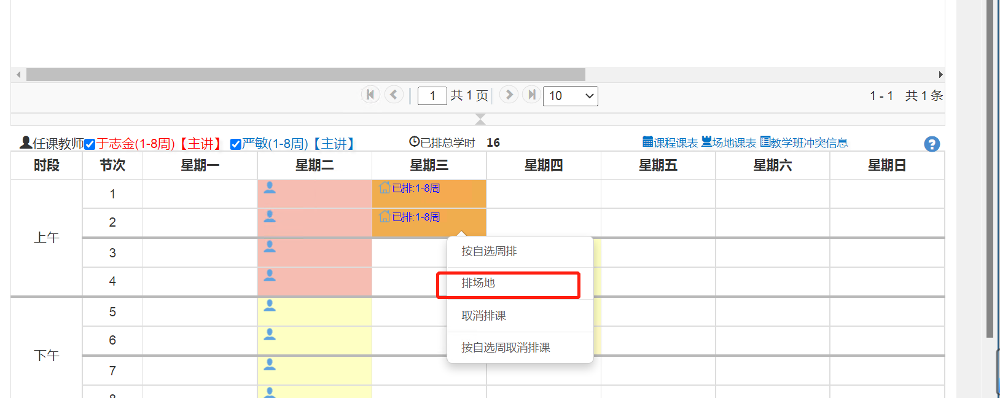 1 共 1 页 10 1 - 1 共 1 条
任课教师 于志金(1-8周)【主讲】 严敏(1-8周)【主讲】 已排总学时 16 课程课表 场地课表 教学班冲突信息 ?
时段 节次 星期一 星期二 星期三 星期四 星期五 星期六 星期日
上午
1 已排:1-8周
2 已排:1-8周
3
4
按自选周排
排场地
取消排课
按自选周取消排课
下午
5
6
7
8